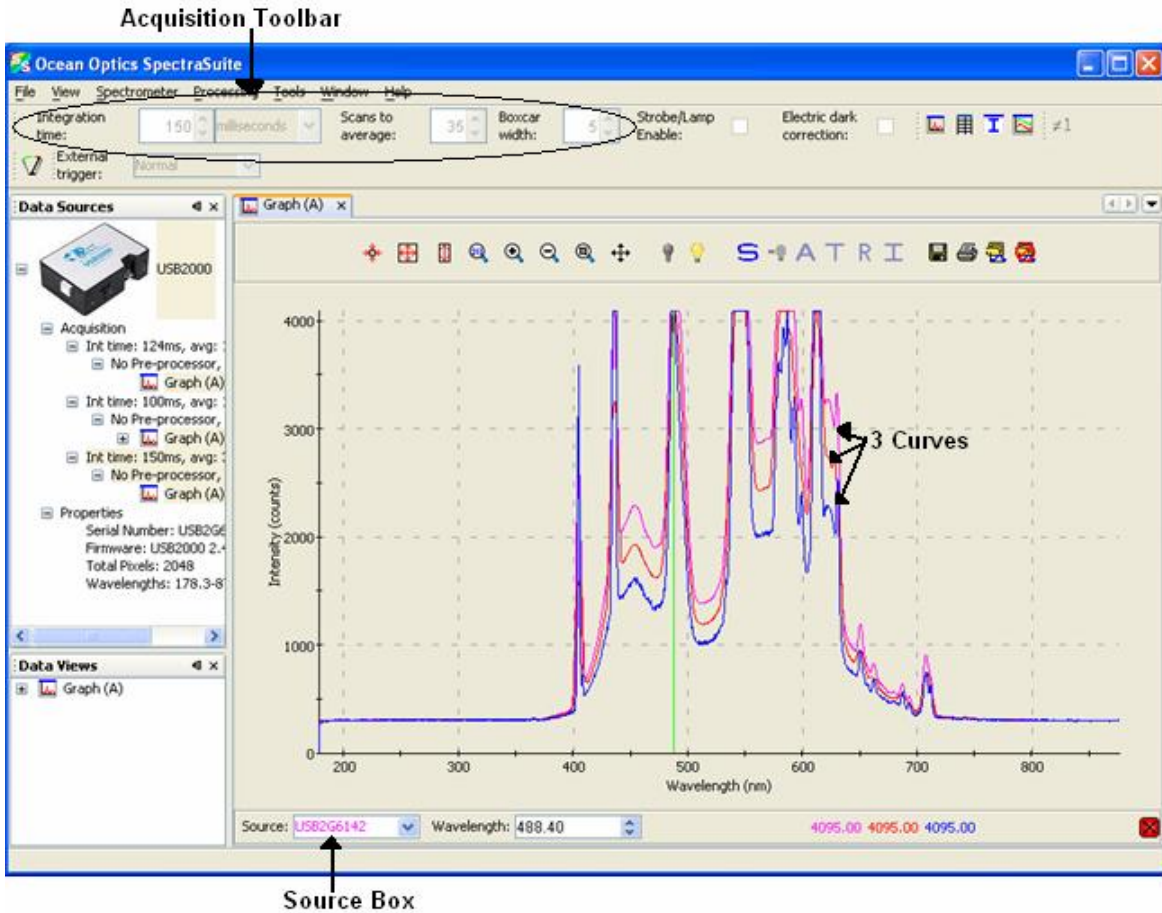 Acquisition Toolbar
Ocean Optics SpectraSuite
File View Spectrometer Processing Tools Window Help
Integration time: 150 milliseconds Scans to average: 35 Boxcar width: 5 Strobe/Lamp Enable: Electric dark correction: ≠1
External trigger: Normal
Data Sources
Graph (A)
USB2000
S A T R I
Acquisition
Int time: 124ms, avg:
No Pre-processor,
Graph (A)
Int time: 100ms, avg:
No Pre-processor,
Graph (A)
Int time: 150ms, avg: 3
No Pre-processor,
Graph (A)
Properties
Serial Number: USB2G6
Firmware: USB2000 2.
Total Pixels: 2048
Wavelengths: 178.3-8
Data Views
Graph (A)
4000
3000
2000
1000
0
Intensity (counts)
3 Curves
200 300 400 500 600 700 800
Wavelength (nm)
Source: USB2G6142 Wavelength: 488.40 4095.00 4095.00 4095.00
Source Box